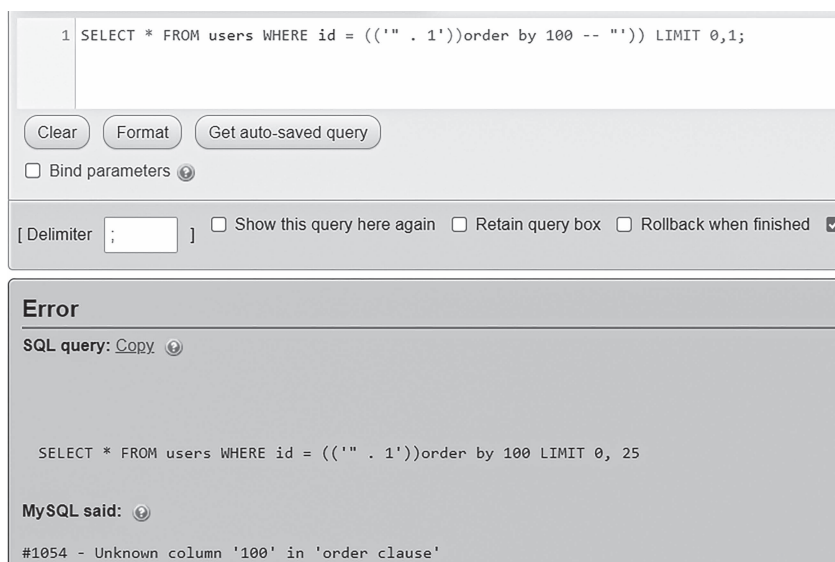 1 SELECT * FROM users WHERE id = (('" . 1'))order by 100 -- "')) LIMIT 0,1;
Clear Format Get auto-saved query
Bind parameters
[ Delimiter ; ] Show this query here again Retain query box Rollback when finished
Error
SQL query: Copy
SELECT * FROM users WHERE id = (('" . 1'))order by 100 LIMIT 0, 25
MySQL said:
#1054 - Unknown column '100' in 'order clause'